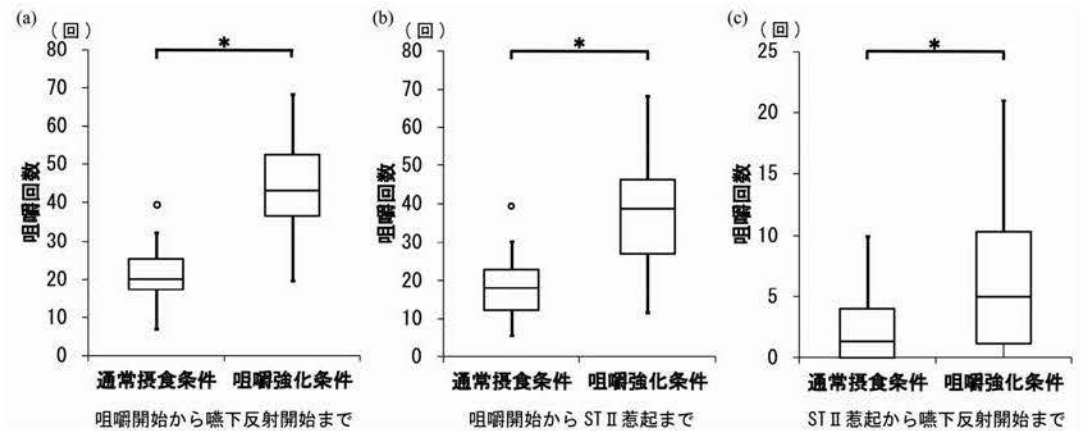 (a)
(回)
80
70
60
50
40
30
20
10
0
咀嚼回数
*
通常摂食条件 咀嚼強化条件
咀嚼開始から嚥下反射開始まで
(b)
(回)
80
70
60
50
40
30
20
10
0
咀嚼回数
*
通常摂食条件 咀嚼強化条件
咀嚼開始から STⅡ惹起まで
(c)
(回)
25
20
15
10
5
0
咀嚼回数
*
通常摂食条件 咀嚼強化条件
STⅡ惹起から嚥下反射開始まで